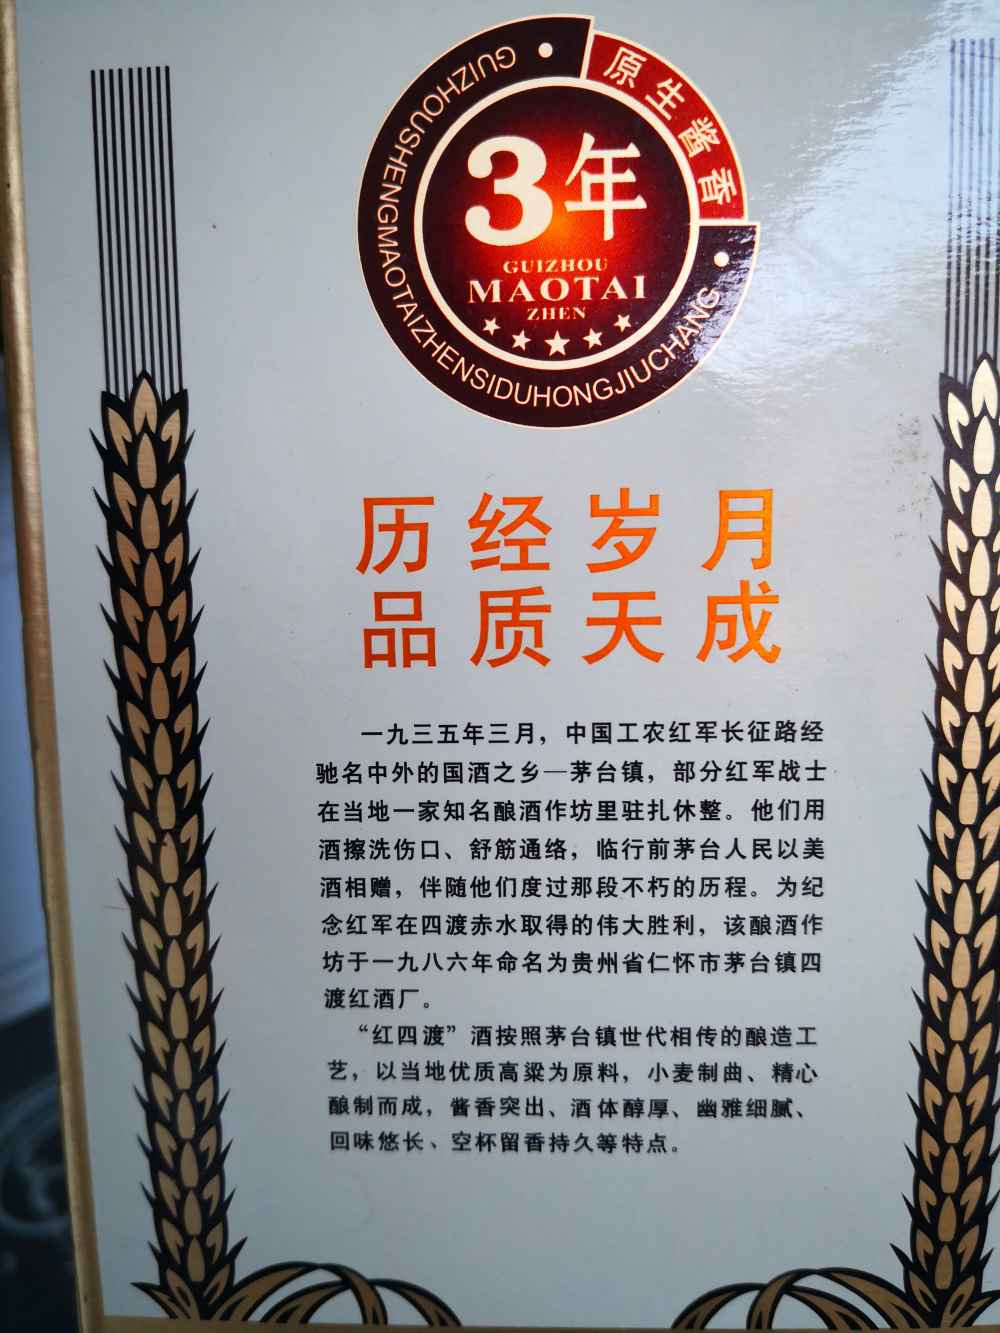 原生酱香
GUIZHOUSHENGMAOTAIZHENSIDUHONGJIUCHANG
3年
GUIZHOU
MAOTAI
ZHEN
历经岁月
品质天成
一九三五年三月，中国工农红军长征路经
驰名中外的国酒之乡—茅台镇，部分红军战士
在当地一家知名酿酒作坊里驻扎休整。他们用
酒擦洗伤口、舒筋通络，临行前茅台人民以美
酒相赠，伴随他们度过那段不朽的历程。为纪
念红军在四渡赤水取得的伟大胜利，该酿酒作
坊于一九八六年命名为贵州省仁怀市茅台镇四
渡红酒厂。
“红四渡”酒按照茅台镇世代相传的酿造工
艺，以当地优质高粱为原料，小麦制曲、精心
酿制而成，酱香突出、酒体醇厚、幽雅细腻、
回味悠长、空杯留香持久等特点。